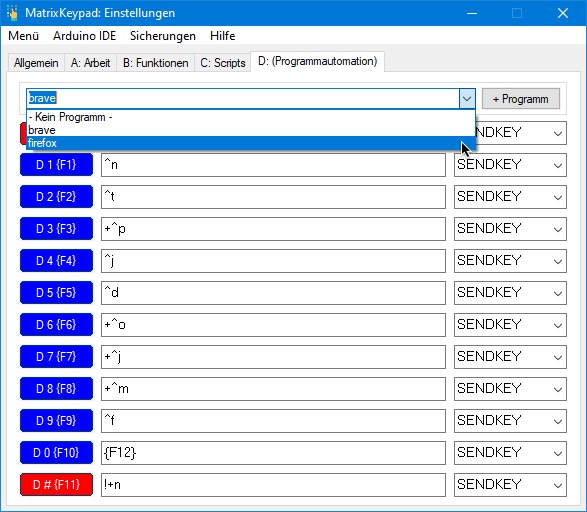 MatrixKeypad: Einstellungen
Menü Arduino IDE Sicherungen Hilfe
Allgemein A: Arbeit B: Funktionen C: Scripts D: (Programmautomation)
brave + Programm
- Kein Programm -
brave
firefox
SENDKEY
D 1 {F1} ^n SENDKEY
D 2 {F2} ^t SENDKEY
D 3 {F3} +^p SENDKEY
D 4 {F4} ^j SENDKEY
D 5 {F5} ^d SENDKEY
D 6 {F6} +^o SENDKEY
D 7 {F7} +^j SENDKEY
D 8 {F8} +^m SENDKEY
D 9 {F9} ^f SENDKEY
D 0 {F10} {F12} SENDKEY
D # {F11} !+n SENDKEY